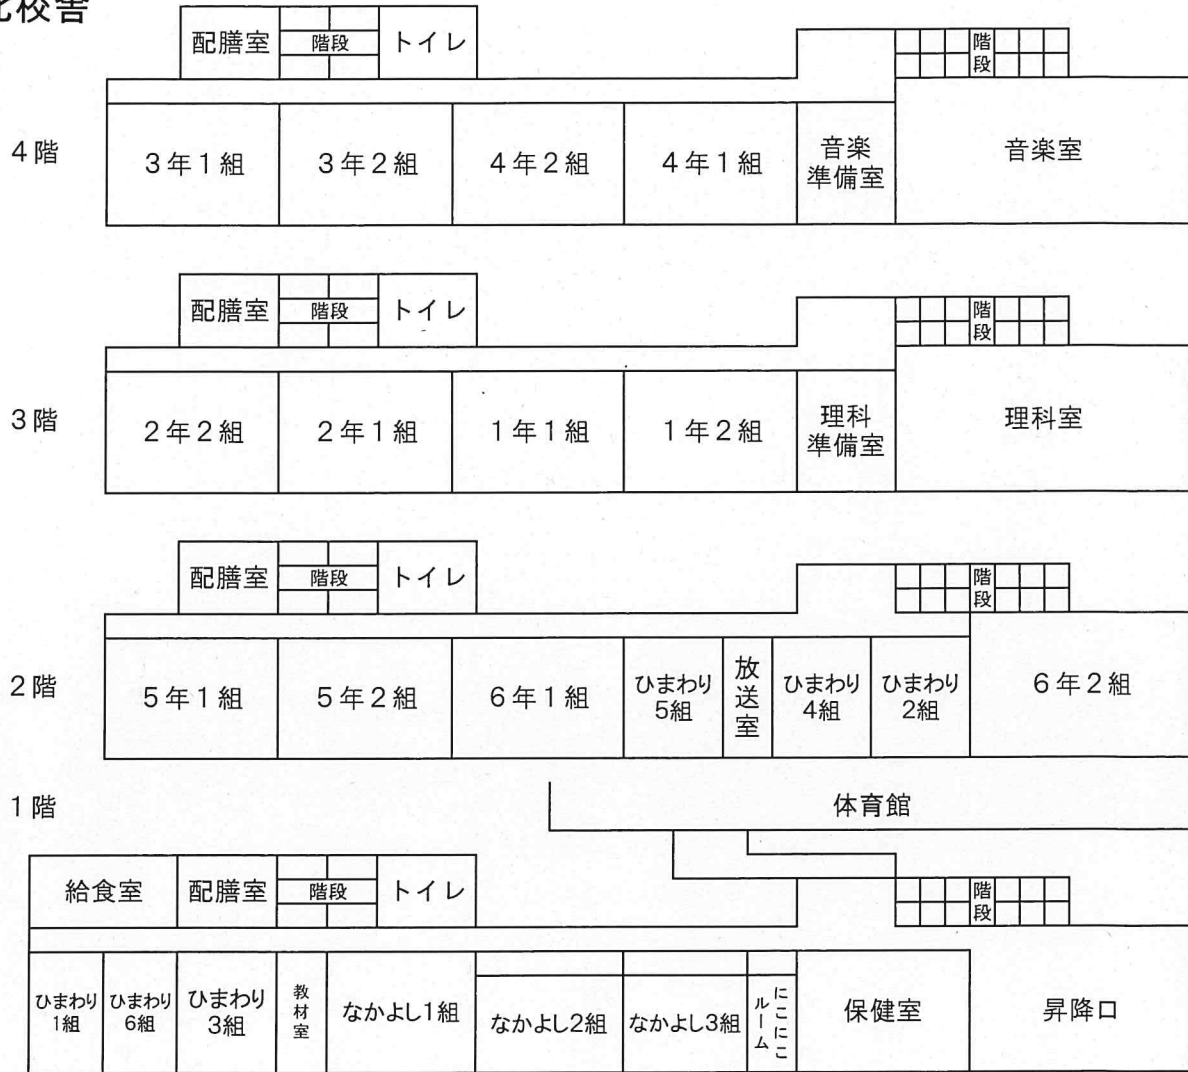 北校舎
配膳室 階段 トイレ 階段
4階
3年1組 3年2組 4年2組 4年1組 音楽準備室 音楽室
配膳室 階段 トイレ 階段
3階
2年2組 2年1組 1年1組 1年2組 理科準備室 理科室
配膳室 階段 トイレ 階段
2階
5年1組 5年2組 6年1組 ひまわり5組 放送室 ひまわり4組 ひまわり2組 6年2組
1階
体育館
給食室 配膳室 階段 トイレ 階段
ひまわり1組 ひまわり6組 ひまわり3組 教材室 なかよし1組 なかよし2組 なかよし3組 にこにこルーム 保健室 昇降口